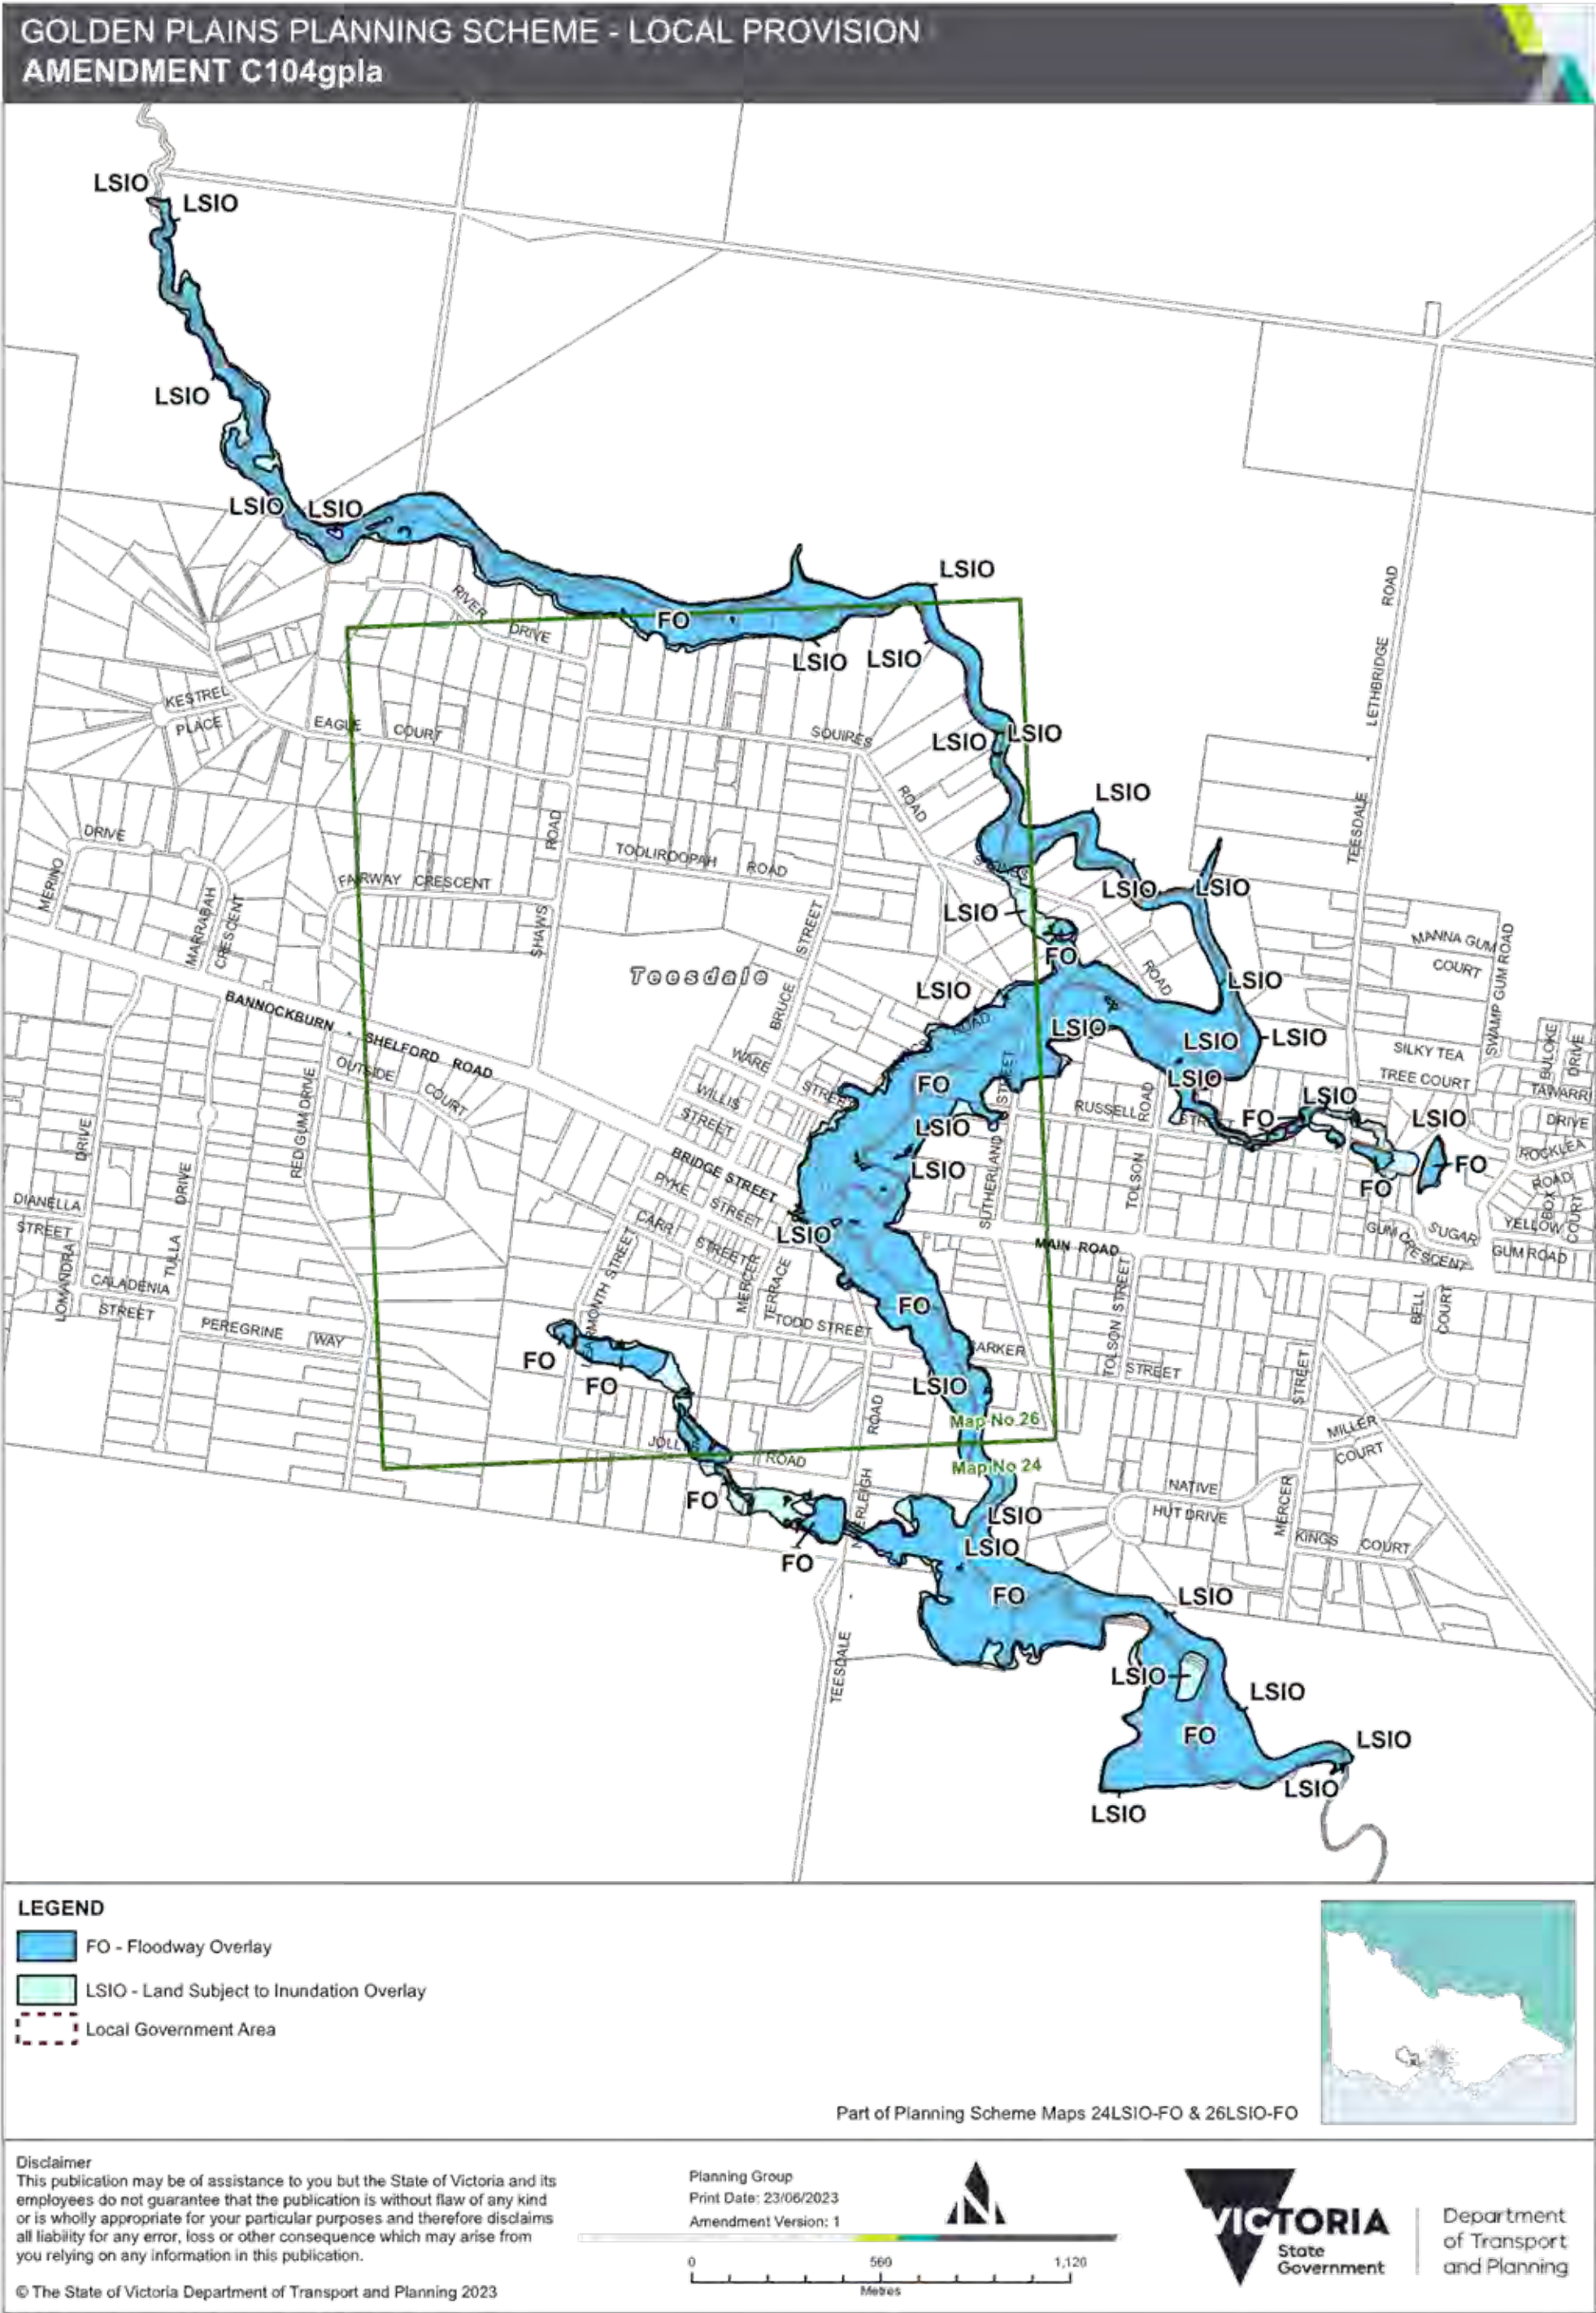 GOLDEN PLAINS PLANNING SCHEME - LOCAL PROVISION
AMENDMENT C104gpla
LSIO
LSIO
LSIO
LSIO
LSIO
LSIO
RIVER
DRIVE
FO
LSIO
LSIO
ROAD
LETHBRIDGE
TEESDALE
KESTREL
PLACE
EAGLE
COURT
SOUIRES
ROAD
LSIO
LSIO
LSIO
DRIVE
MERINO
MARRABAH
CRESCENT
FAIRWAY CRESCENT
ROAD
SHAWS
TOOLIROOPAH ROAD
STREET
BRUCE
Teesdale
LSIO
LSIO
LSIO
FO
ROAD
LSIO
LSIO
MANNA GUM
COURT
SWAMP GUM ROAD
BANNOCKBURN - SHELFORD ROAD
OUTSIDE
COURT
RED GUM DRIVE
WARE
STREET
WILLIS
STREET
ROAD
FO
LSIO
LSIO
LSIO
LSIO
SILKY TEA
TREE COURT
BULOKE
DRIVE
TAWARRI
DRIVE
ROCKLEA
ROAD
STREET
SUTHERLAND
RUSSELL
ROAD
TOLSON
FO
LSIO
LSIO
FO
FO
LSIO
LSIO
BRIDGE STREET
PYKE
STREET
CARR
STREET
MERCER
TERRACE
LSIO
DRIVE
DRIVE
TULLA
DIANELLA
STREET
LOMANDRA
CALADENIA
STREET
PEREGRINE
WAY
MAIN ROAD
GUM
CRESCENT
SUGAR
BOX
COURT
YELLOW
GUM ROAD
BELL
COURT
LEARMONTH STREET
TODD STREET
FO
BARKER
STREET
TOLSON STREET
STREET
MERCER
FO
FO
LSIO
Map No 26
Map No 24
ROAD
ROAD
MILLER
COURT
NATIVE
HUT DRIVE
KINGS COURT
FO
FO
LSIO
LSIO
FO
LSIO
TEESDALE
LSIO
LSIO
FO
LSIO
LSIO
LSIO
LEGEND
FO - Floodway Overlay
LSIO - Land Subject to Inundation Overlay
Local Government Area
Part of Planning Scheme Maps 24LSIO-FO & 26LSIO-FO
Disclaimer
This publication may be of assistance to you but the State of Victoria and its
employees do not guarantee that the publication is without flaw of any kind
or is wholly appropriate for your particular purposes and therefore disclaims
all liability for any error, loss or other consequence which may arise from
you relying on any information in this publication.
© The State of Victoria Department of Transport and Planning 2023
Planning Group
Print Date: 23/06/2023
Amendment Version: 1
0 560 1,120
Metres
VICTORIA
State
Government
Department
of Transport
and Planning